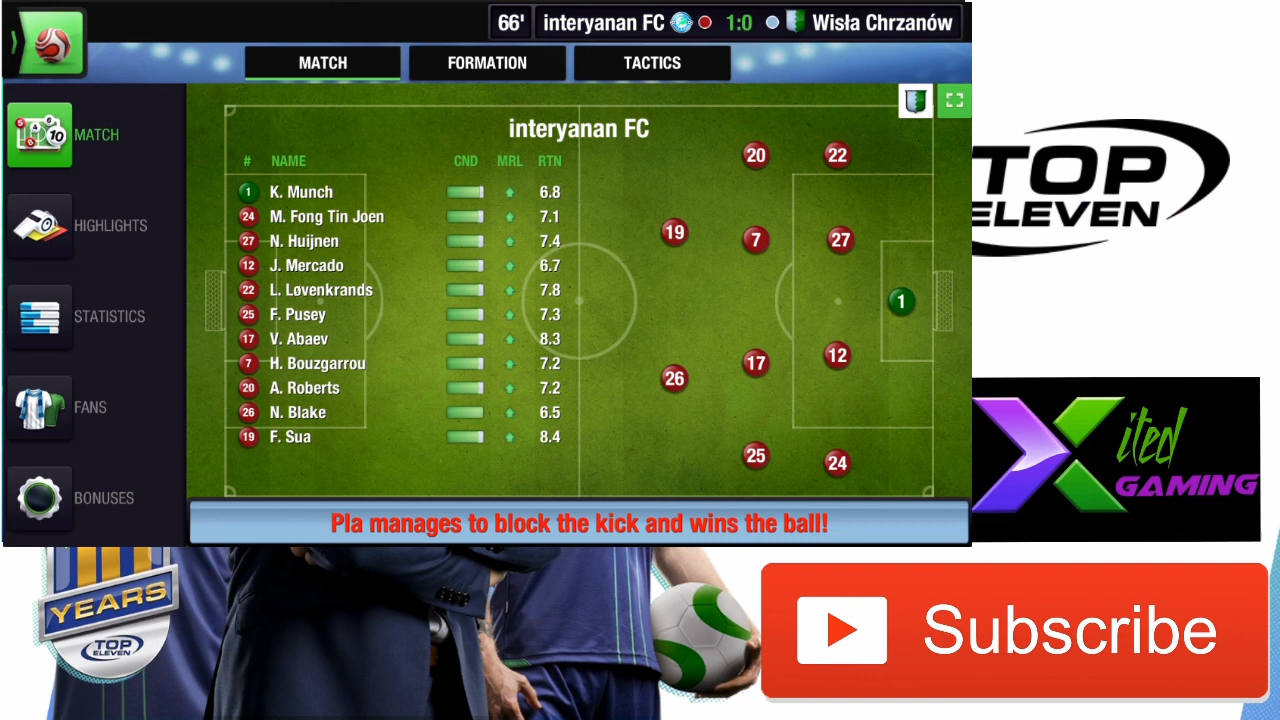 66' interyanan FC 1:0 Wisła Chrzanów
MATCH FORMATION TACTICS
MATCH
HIGHLIGHTS
STATISTICS
FANS
BONUSES
interyanan FC
# NAME CND MRL RTN
1 K. Munch 6.8
24 M. Fong Tin Joen 7.1
27 N. Huijnen 7.4
12 J. Mercado 6.7
22 L. Løvenkrands 7.8
25 F. Pusey 7.3
17 V. Abaev 8.3
7 H. Bouzgarrou 7.2
20 A. Roberts 7.2
26 N. Blake 6.5
19 F. Sua 8.4
20 22
19 7 27
1
26 17 12
25 24
Pla manages to block the kick and wins the ball!
TOP
ELEVEN
Xited
GAMING
YEARS
TOP
ELEVEN
Subscribe